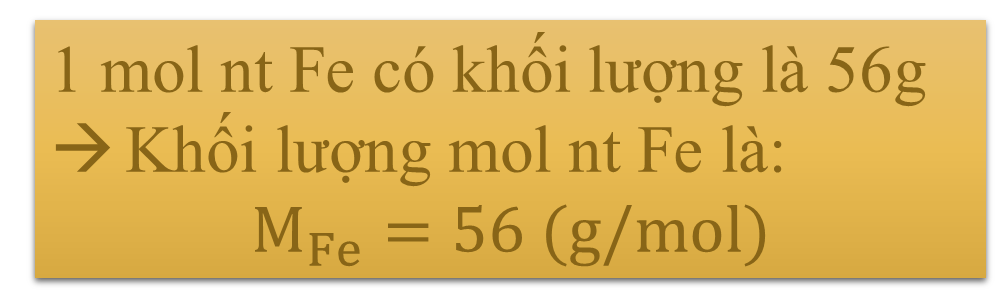 1 mol nt Fe có khối lượng là 56g
→ Khối lượng mol nt Fe là:
M_Fe = 56 (g/mol)